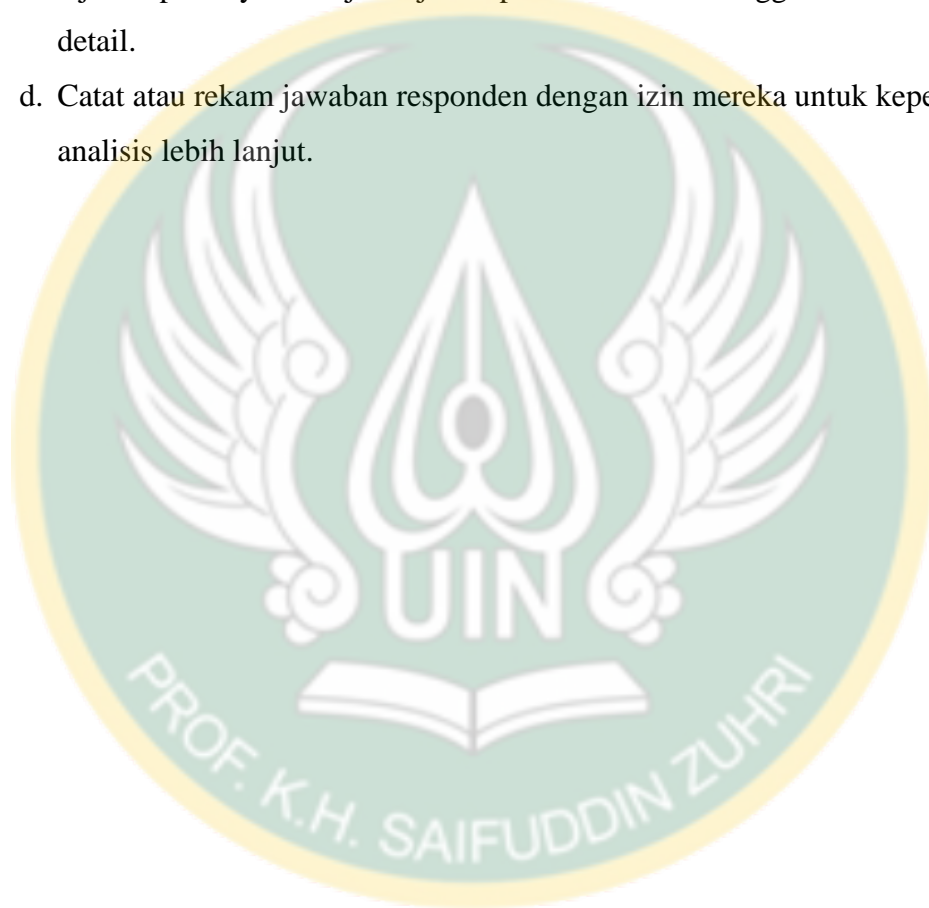 detail.
d. Catat atau rekam jawaban responden dengan izin mereka untuk kepe
analisis lebih lanjut.
UIN
PROF. K.H. SAIFUDDIN ZUHRI